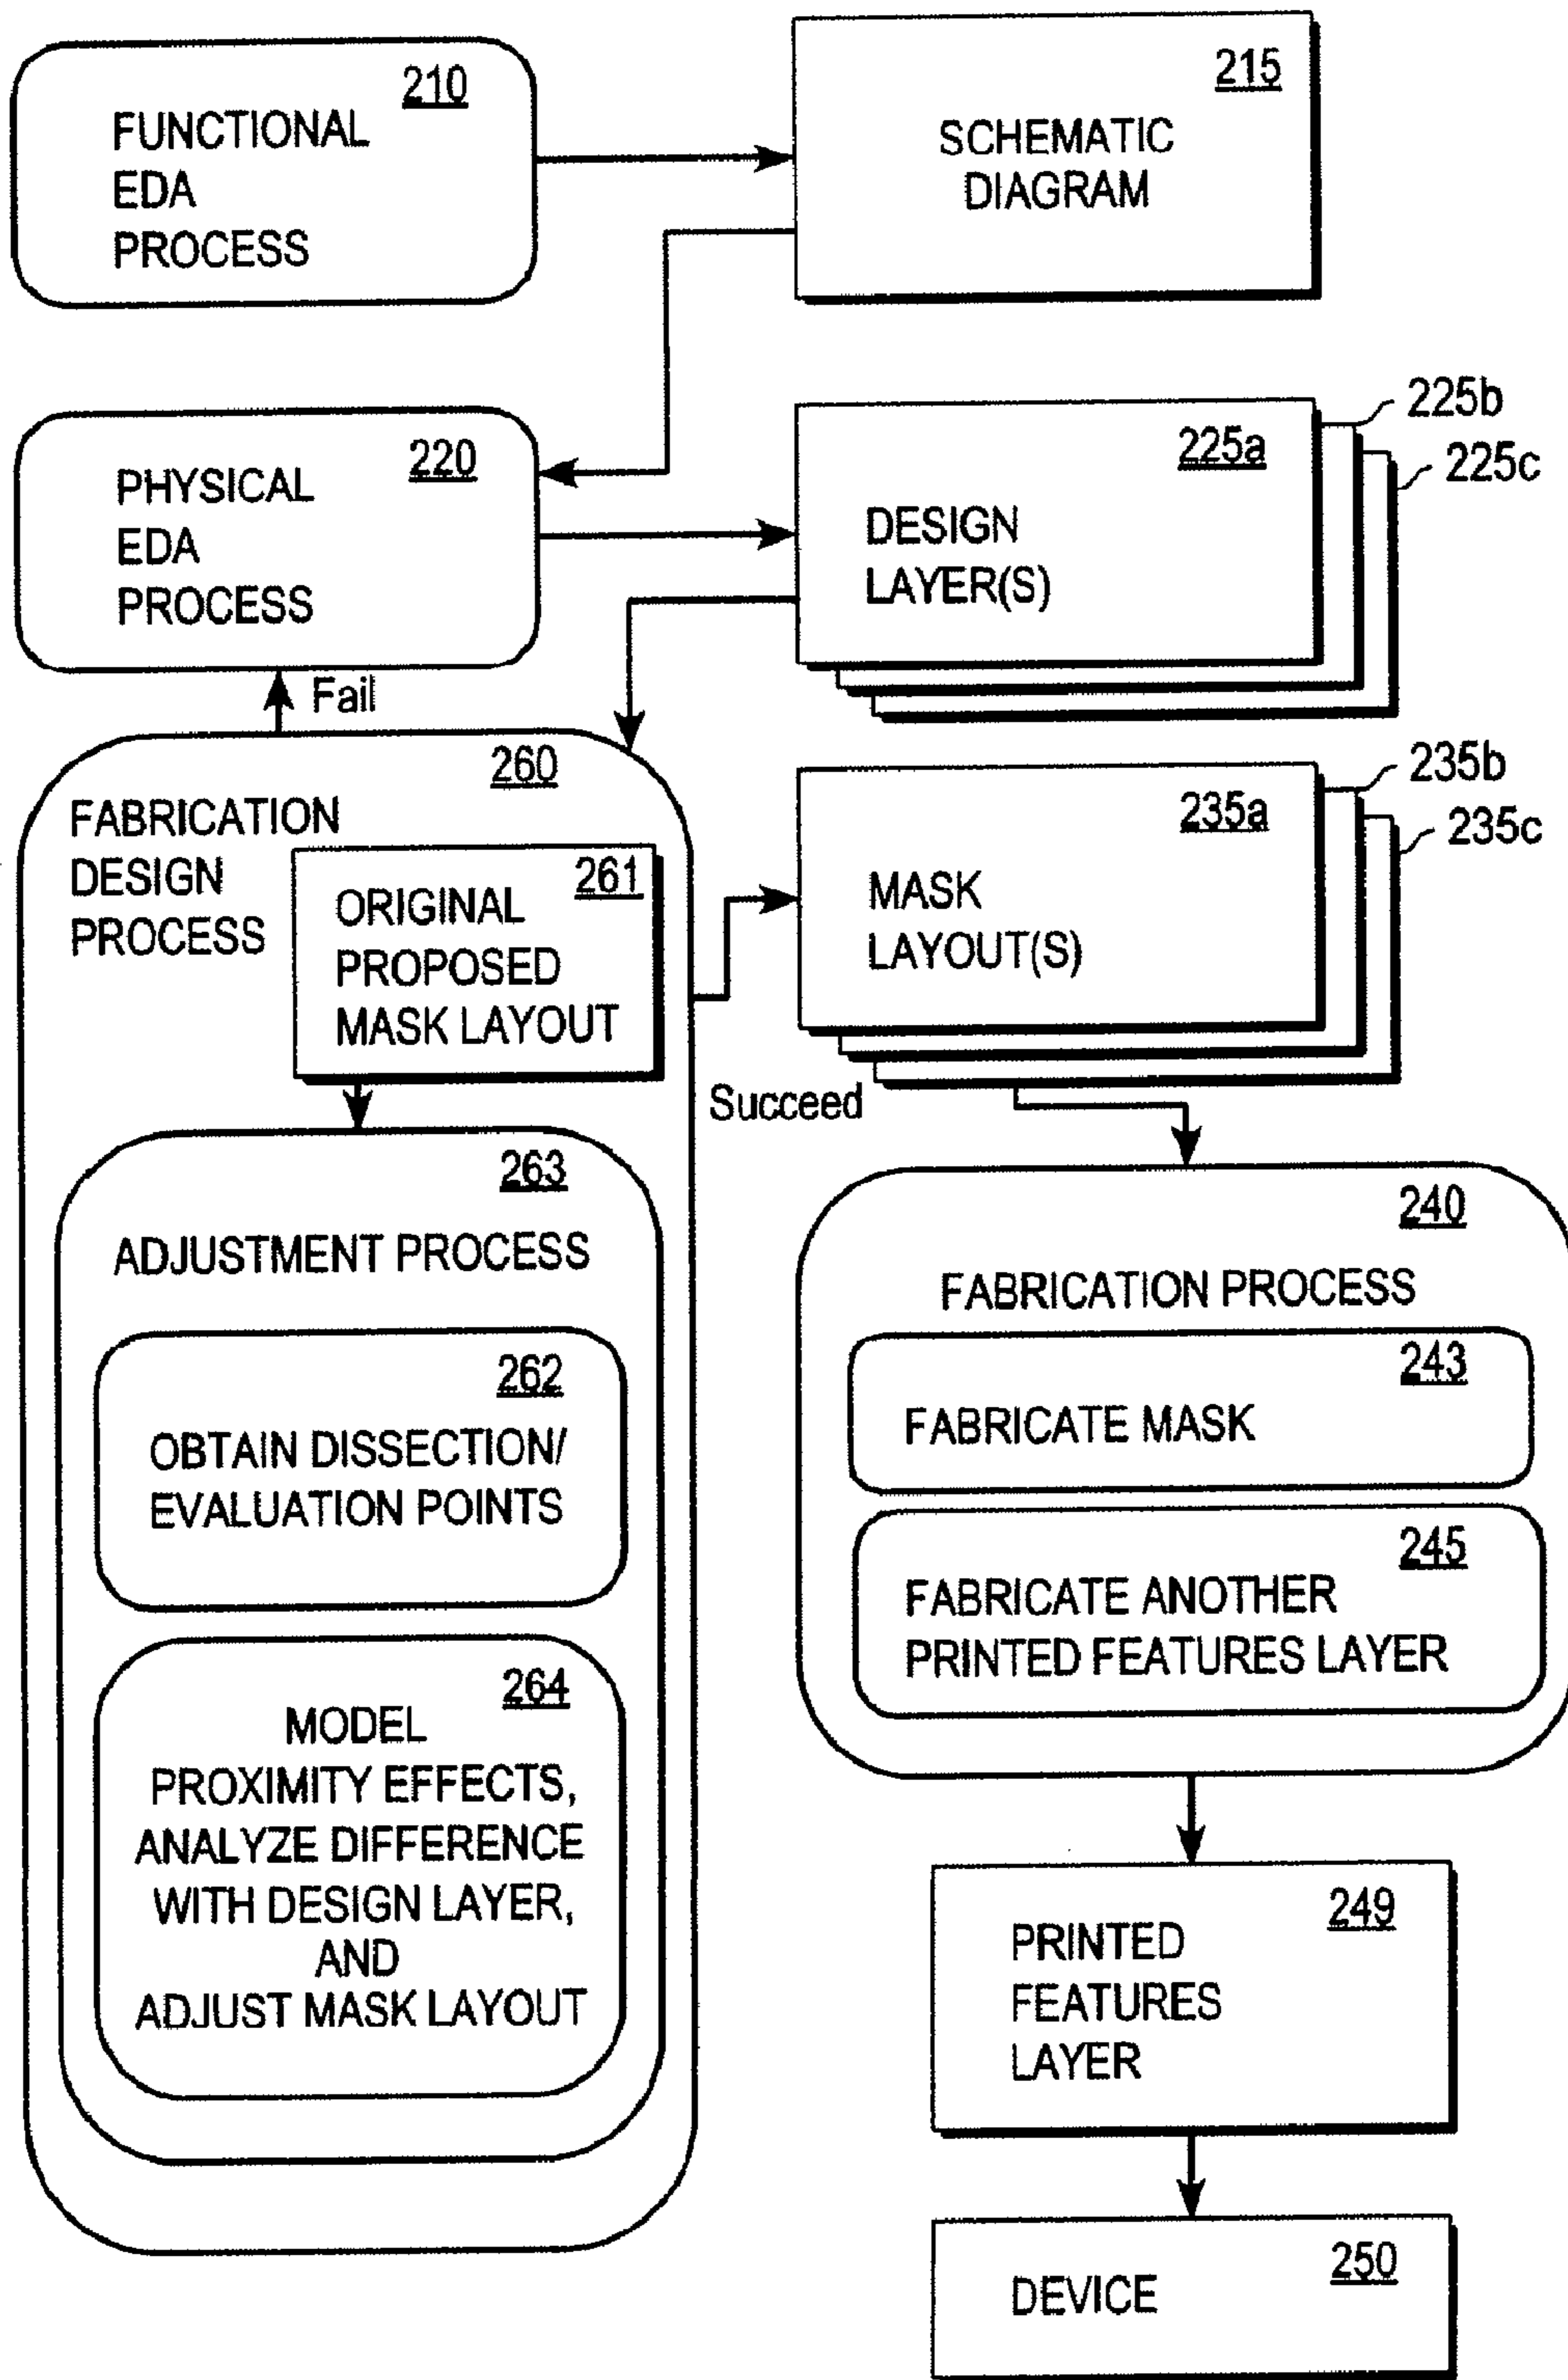 210
FUNCTIONAL
EDA
PROCESS
215
SCHEMATIC
DIAGRAM
220
PHYSICAL
EDA
PROCESS
225a
225b
225c
DESIGN
LAYER(S)
Fail
260
FABRICATION
DESIGN
PROCESS
261
ORIGINAL
PROPOSED
MASK LAYOUT
235a
235b
235c
MASK
LAYOUT(S)
Succeed
263
ADJUSTMENT PROCESS
262
OBTAIN DISSECTION/
EVALUATION POINTS
264
MODEL
PROXIMITY EFFECTS,
ANALYZE DIFFERENCE
WITH DESIGN LAYER,
AND
ADJUST MASK LAYOUT
240
FABRICATION PROCESS
243
FABRICATE MASK
245
FABRICATE ANOTHER
PRINTED FEATURES LAYER
249
PRINTED
FEATURES
LAYER
250
DEVICE